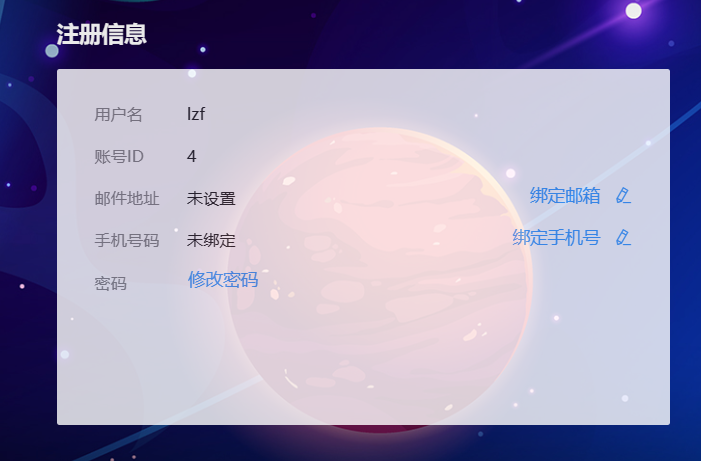 注册信息
用户名 lzf
账号ID 4
邮件地址 未设置 绑定邮箱
手机号码 未绑定 绑定手机号
密码 修改密码